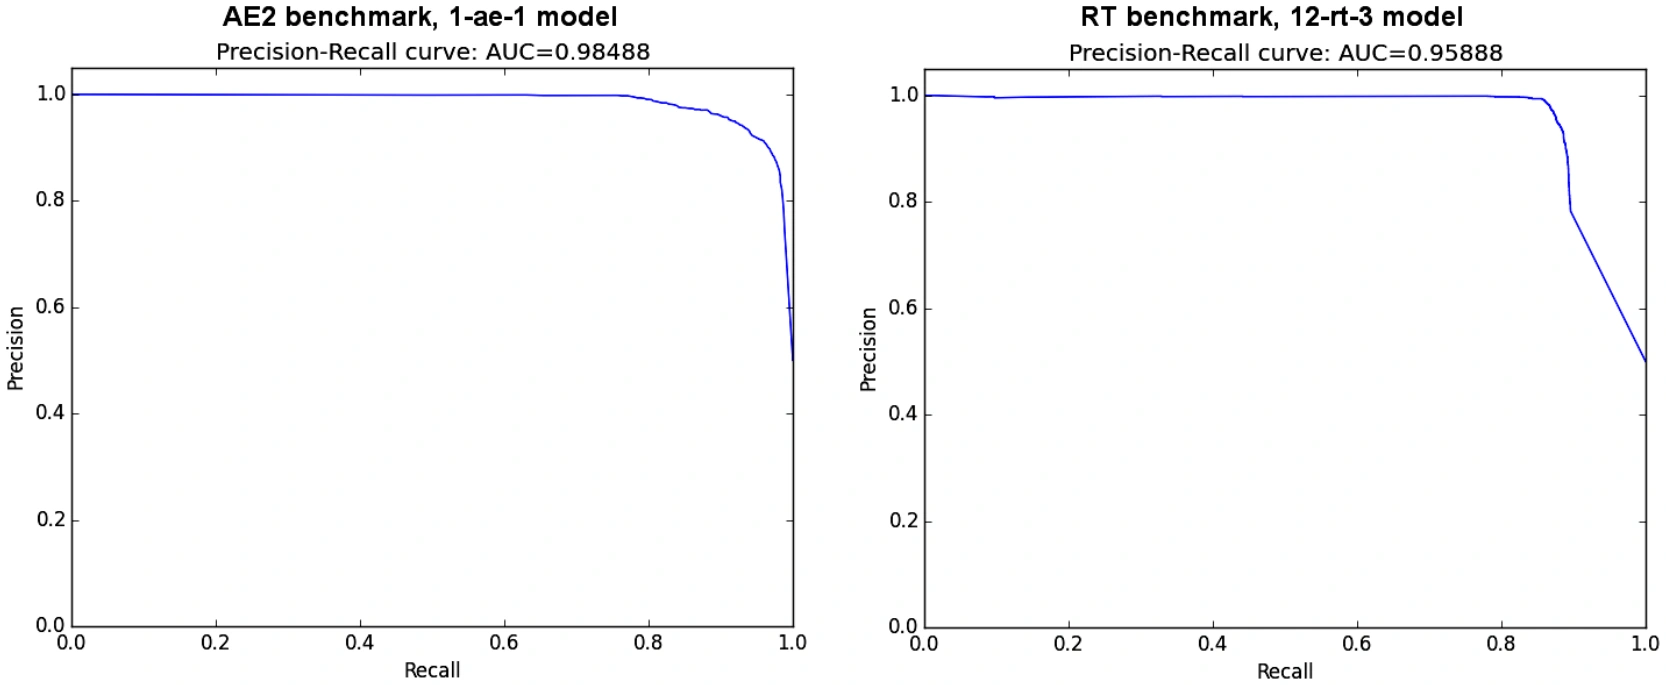 AE2 benchmark, 1-ae-1 model
Precision-Recall curve: AUC=0.98488
1.0
0.8
0.6
0.4
0.2
0.0
Precision
0.0 0.2 0.4 0.6 0.8 1.0
Recall
RT benchmark, 12-rt-3 model
Precision-Recall curve: AUC=0.95888
1.0
0.8
0.6
0.4
0.2
0.0
Precision
0.0 0.2 0.4 0.6 0.8 1.0
Recall